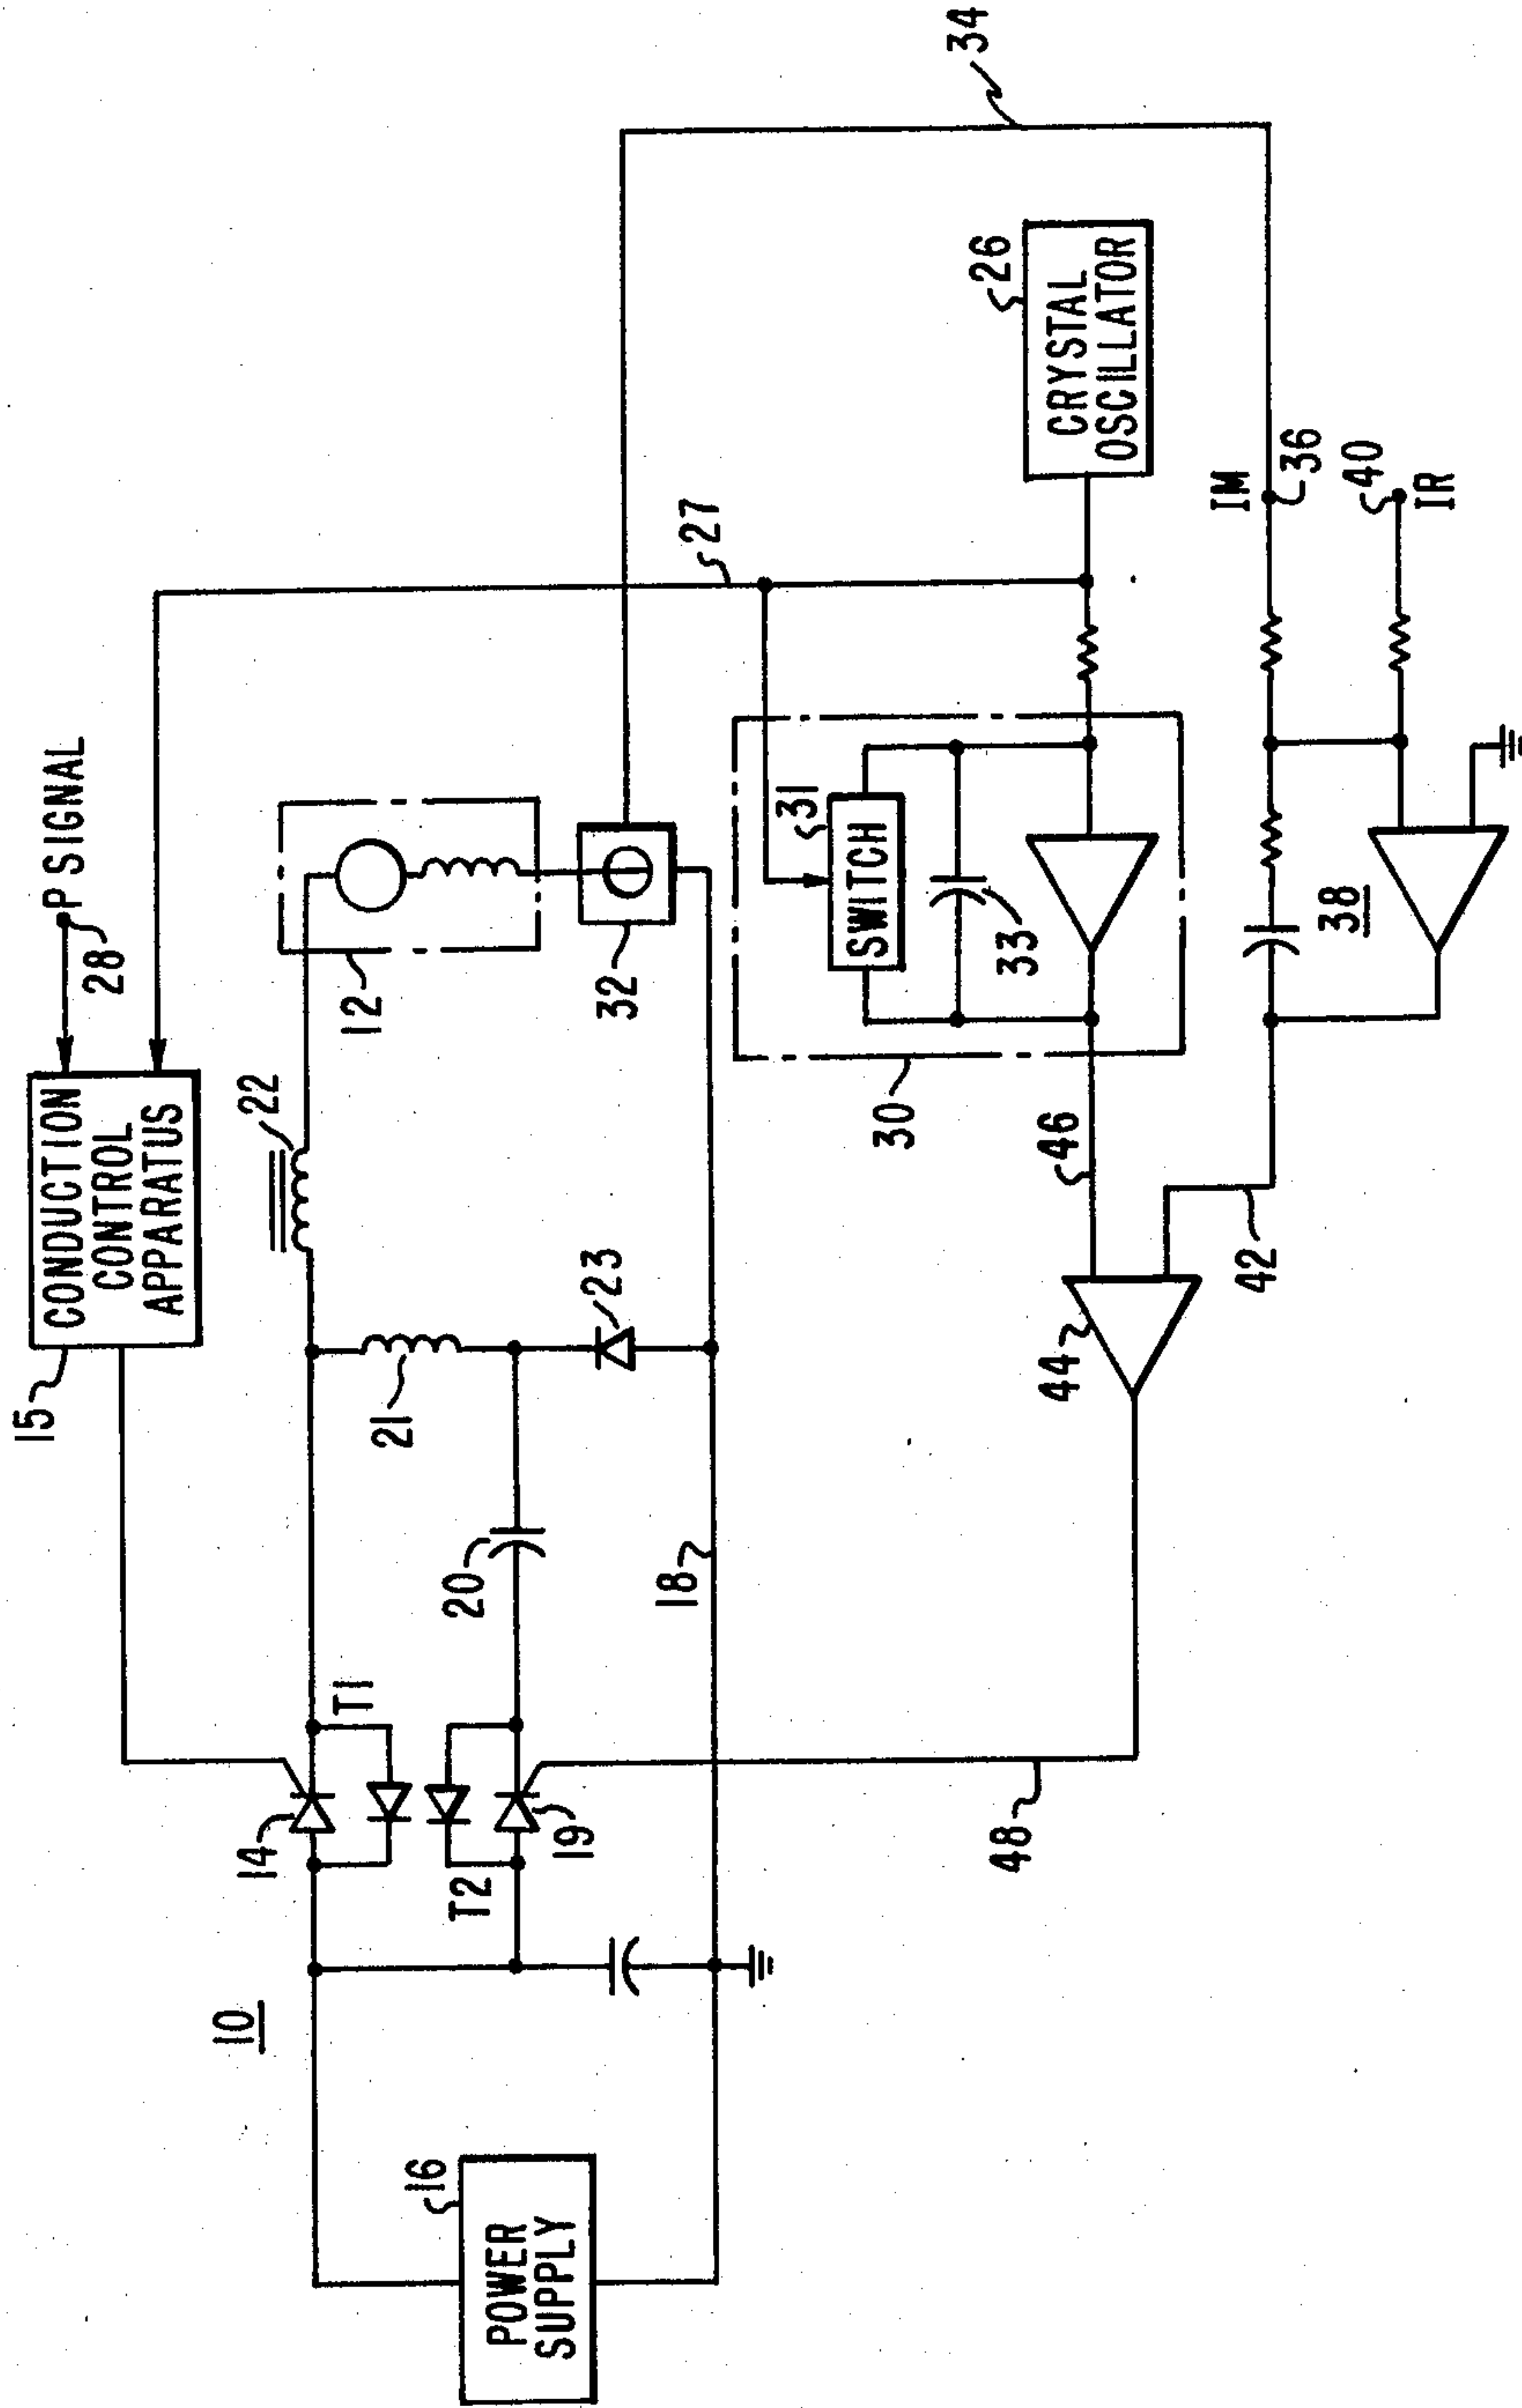 10
POWER
SUPPLY
16
14
T1
T2
19
15
CONDUCTION
CONTROL
APPARATUS
P SIGNAL
28
20
21
22
23
18
12
32
27
34
30
SWITCH
31
33
CRYSTAL
OSCILLATOR
26
46
44
42
48
38
IM
36
40
IR